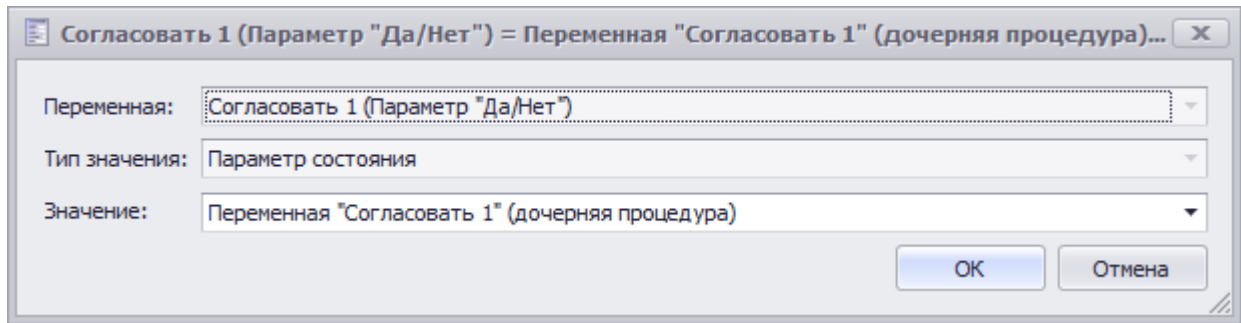 Согласовать 1 (Параметр "Да/Нет") = Переменная "Согласовать 1" (дочерняя процедура)...
Переменная: Согласовать 1 (Параметр "Да/Нет")
Тип значения: Параметр состояния
Значение: Переменная "Согласовать 1" (дочерняя процедура)
ОК Отмена